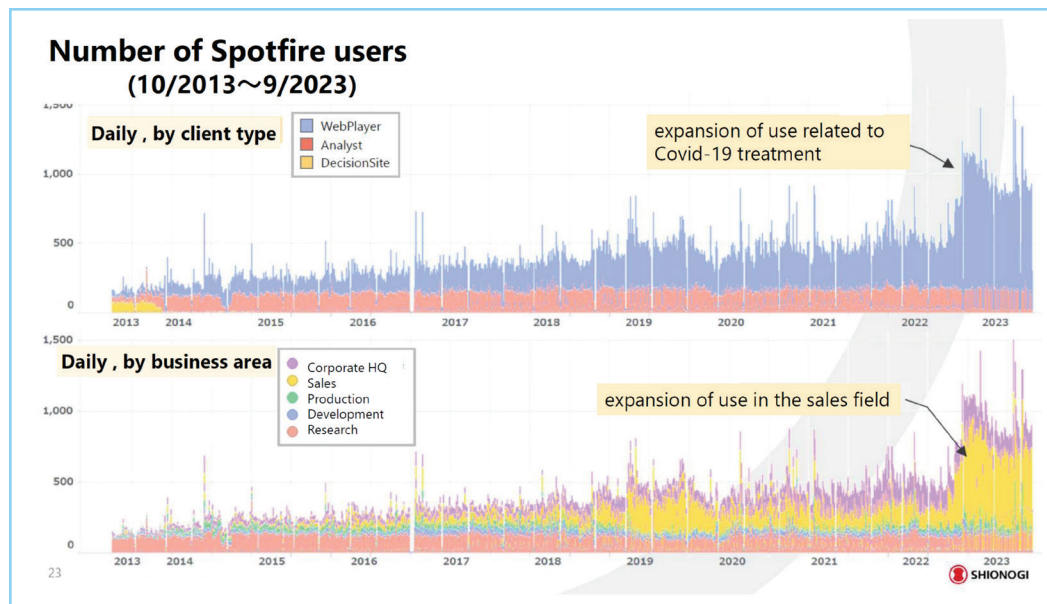 Number of Spotfire users
(10/2013～9/2023)
1,500
Daily , by client type
WebPlayer
Analyst
DecisionSite
expansion of use related to
Covid-19 treatment
1,000
500
0
2013 2014 2015 2016 2017 2018 2019 2020 2021 2022 2023
1,500
Daily , by business area
Corporate HQ
Sales
Production
Development
Research
expansion of use in the sales field
1,000
500
0
2013 2014 2015 2016 2017 2018 2019 2020 2021 2022 2023
23
SHIONOGI